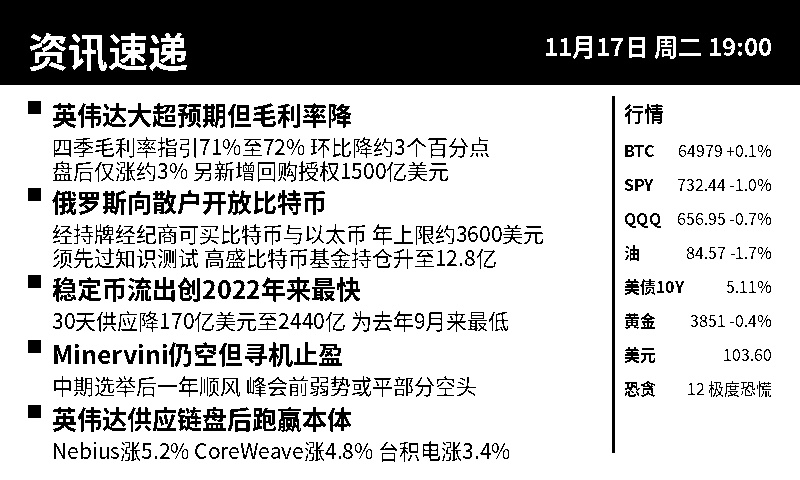 资讯速递
11月17日 周二 19:00
英伟达大超预期但毛利率降
四季毛利率指引71%至72% 环比降约3个百分点
盘后仅涨约3% 另新增回购授权1500亿美元
俄罗斯向散户开放比特币
经持牌经纪商可买比特币与以太币 年上限约3600美元
须先过知识测试 高盛比特币基金持仓升至12.8亿
稳定币流出创2022年来最快
30天供应降170亿美元至2440亿 为去年9月来最低
Minervini仍空但寻机止盈
中期选举后一年顺风 峰会前弱势或平部分空头
英伟达供应链盘后跑赢本体
Nebius涨5.2% CoreWeave涨4.8% 台积电涨3.4%
行情
BTC 64979 +0.1%
SPY 732.44 -1.0%
QQQ 656.95 -0.7%
油 84.57 -1.7%
美债10Y 5.11%
黄金 3851 -0.4%
美元 103.60
恐贪 12 极度恐慌